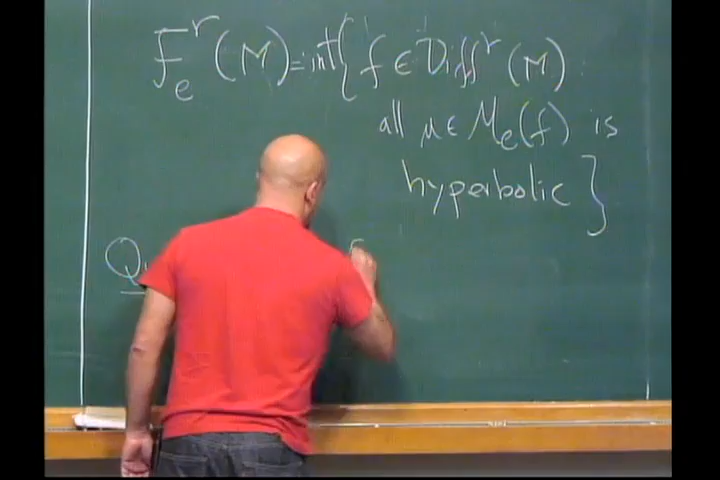 F_e^r(M) = int{ f ∈ Diff^r(M)
all μ ∈ M_e(f) is
hyperbolic }